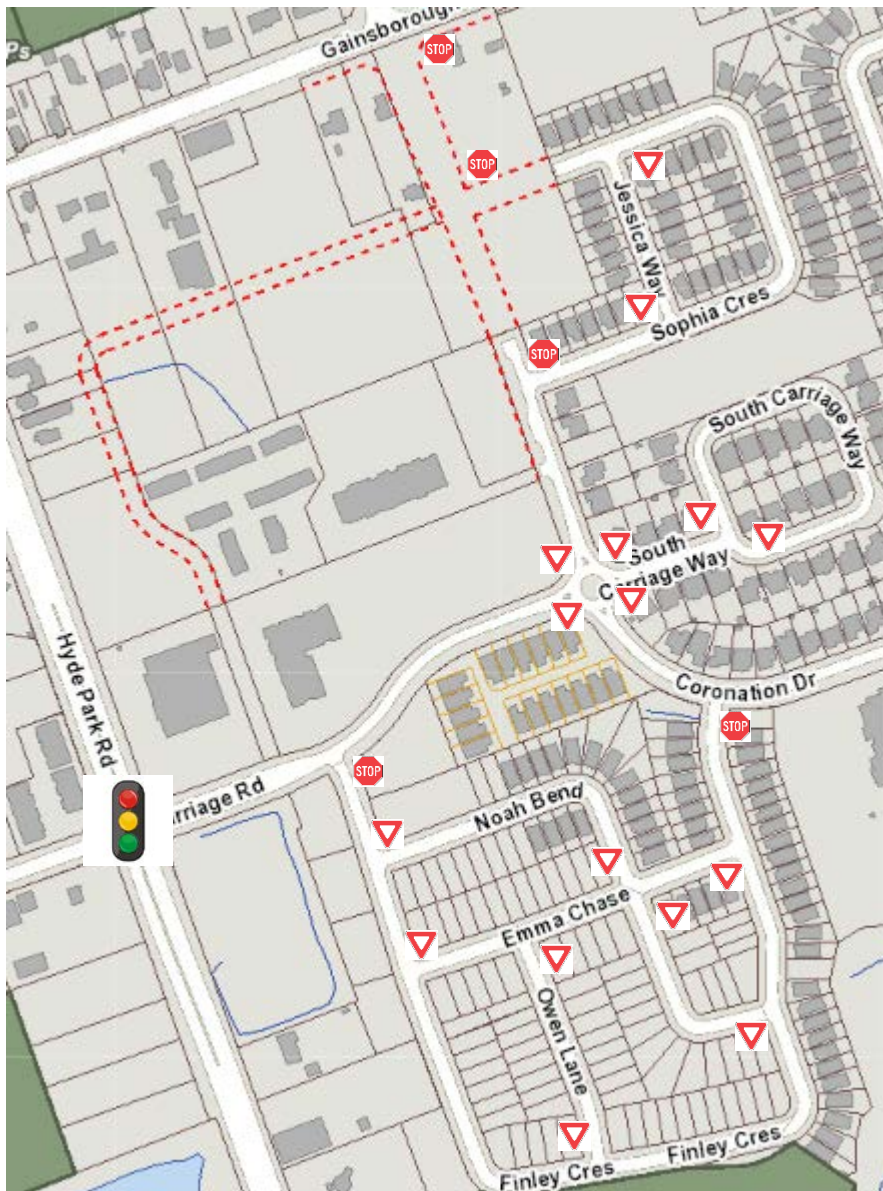 Gainsborough
Ps
STOP
STOP
Jessica Way
Sophia Cres
STOP
South Carriage Way
South
Carriage Way
Hyde Park Rd
Coronation Dr
STOP
STOP
rriage Rd
Noah Bend
Emma Chase
Owen Lane
Finley Cres
Finley Cres